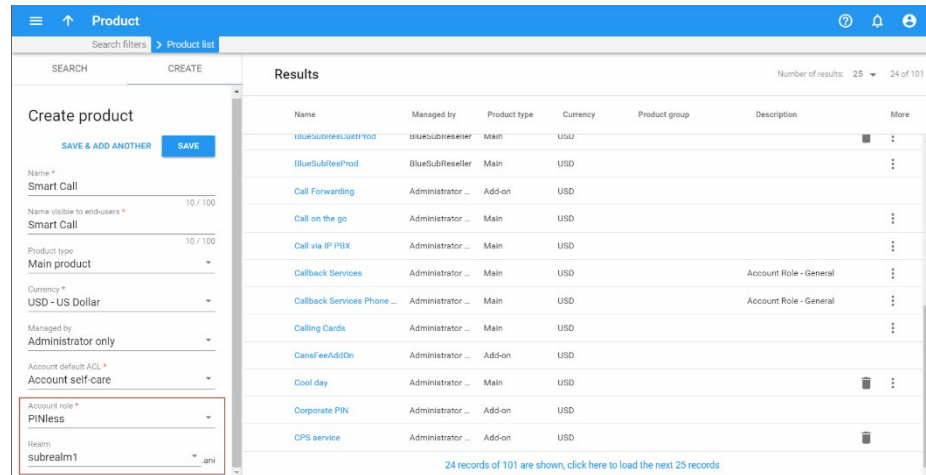 Product
Search filters > Product list
SEARCH CREATE
Create product
SAVE & ADD ANOTHER SAVE
Name *
Smart Call
10 / 100
Name visible to end-users *
Smart Call
10 / 100
Product type
Main product
Currency *
USD - US Dollar
Managed by
Administrator only
Account default ACL *
Account self-care
Account role *
PINless
Realm
subrealm1 .ani
Results Number of results: 25 24 of 101
Name Managed by Product type Currency Product group Description More
BlueSubResCustProd BlueSubReseller Main USD
BlueSubResProd BlueSubReseller Main USD
Call Forwarding Administrator ... Add-on USD
Call on the go Administrator ... Main USD
Call via IP PBX Administrator ... Main USD
Callback Services Administrator ... Main USD Account Role - General
Callback Services Phone ... Administrator ... Main USD Account Role - General
Calling Cards Administrator ... Main USD
CansFeeAddOn Administrator ... Add-on USD
Cool day Administrator ... Main USD
Corporate PIN Administrator ... Add-on USD
CPS service Administrator ... Add-on USD
24 records of 101 are shown, click here to load the next 25 records